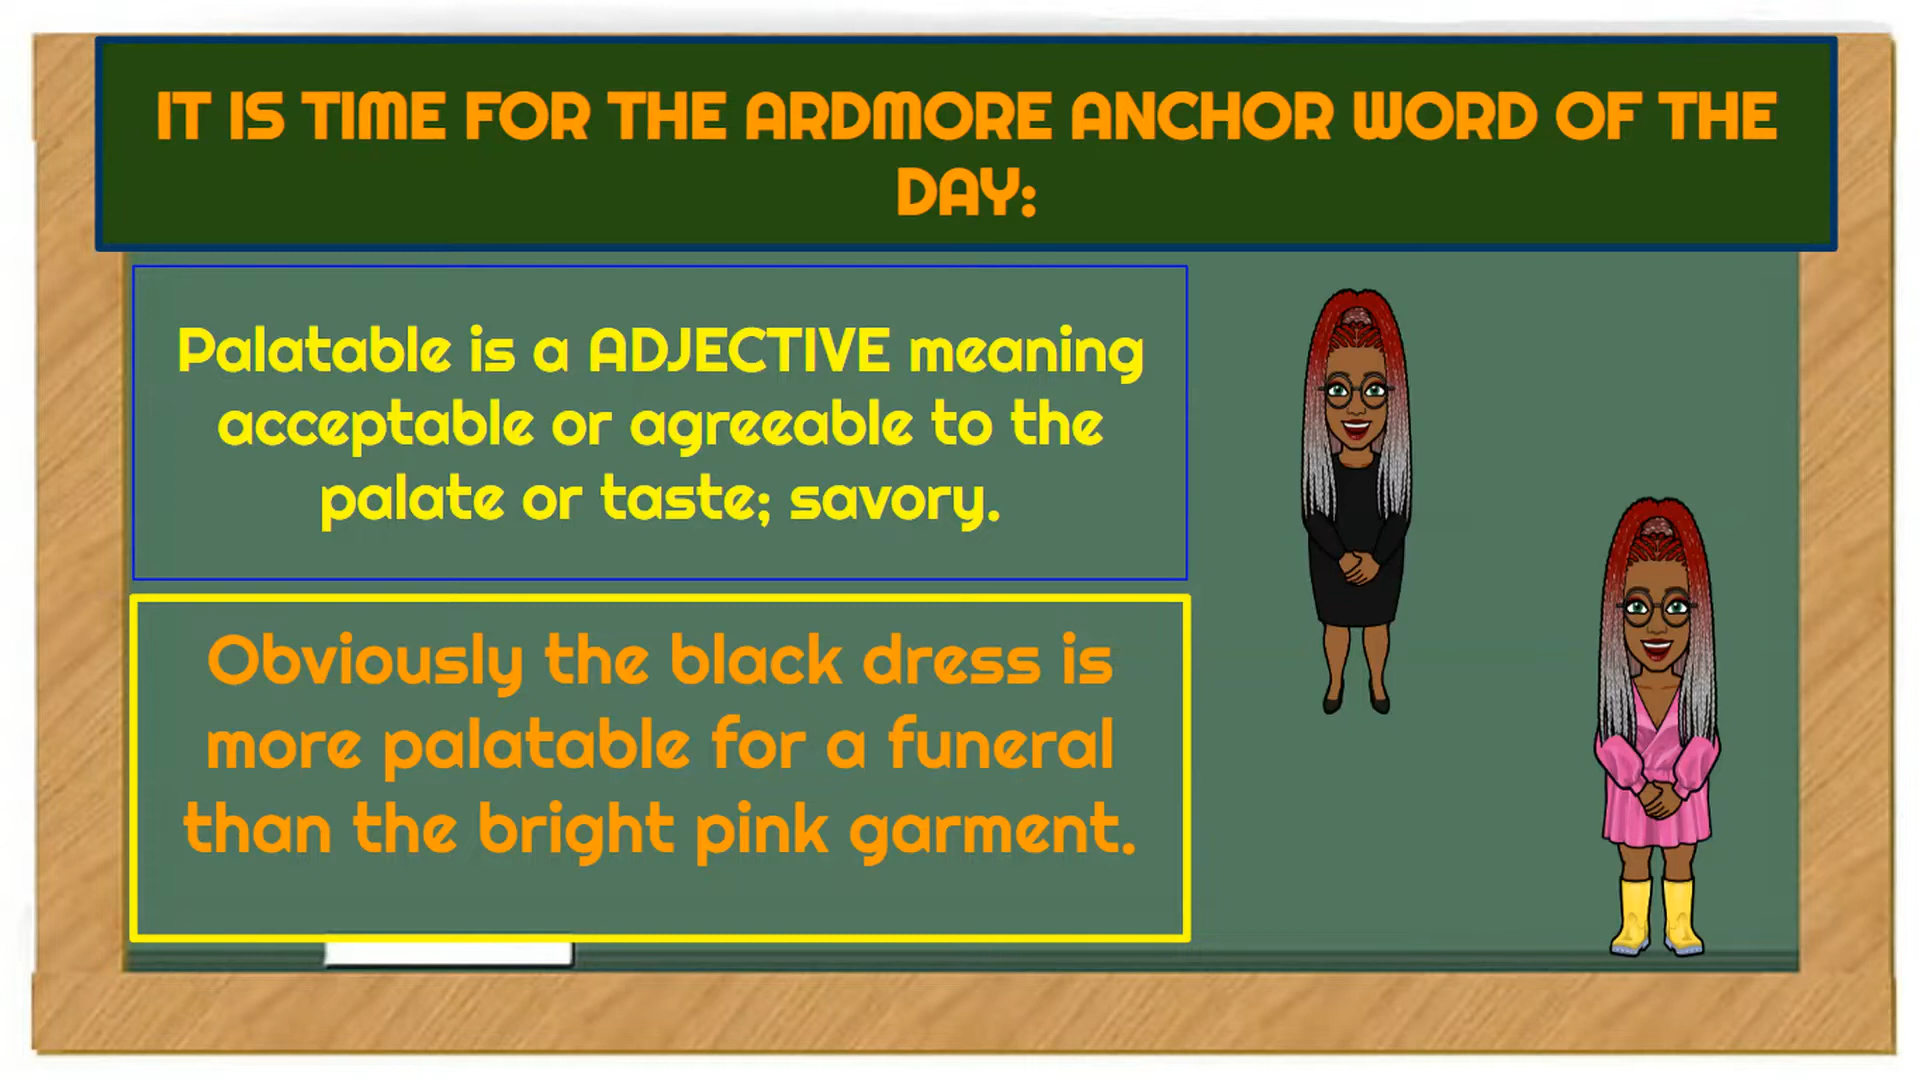 IT IS TIME FOR THE ARDMORE ANCHOR WORD OF THE
DAY:
Palatable is a ADJECTIVE meaning
acceptable or agreeable to the
palate or taste; savory.
Obviously the black dress is
more palatable for a funeral
than the bright pink garment.